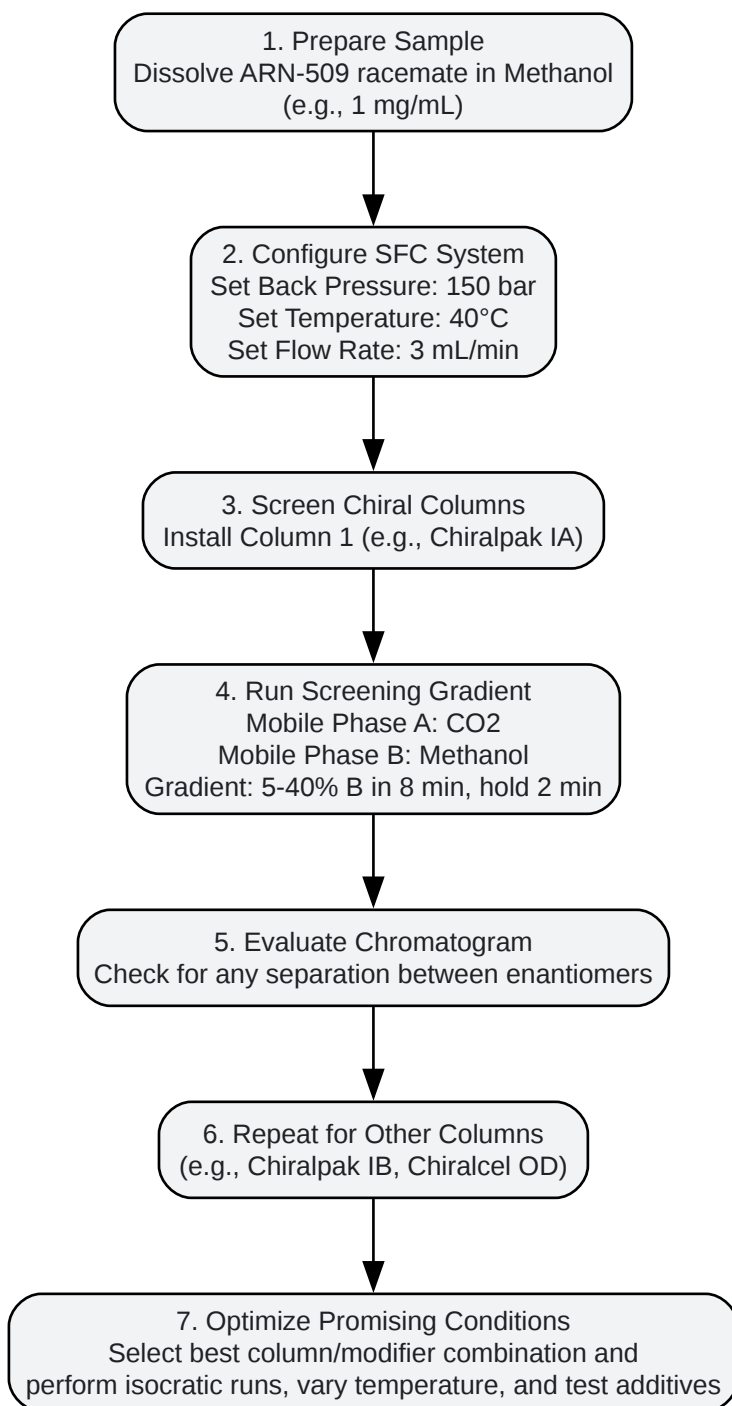 1. Prepare Sample
Dissolve ARN-509 racemate in Methanol
(e.g., 1 mg/mL)
2. Configure SFC System
Set Back Pressure: 150 bar
Set Temperature: 40°C
Set Flow Rate: 3 mL/min
3. Screen Chiral Columns
Install Column 1 (e.g., Chiralpak IA)
4. Run Screening Gradient
Mobile Phase A: CO2
Mobile Phase B: Methanol
Gradient: 5-40% B in 8 min, hold 2 min
5. Evaluate Chromatogram
Check for any separation between enantiomers
6. Repeat for Other Columns
(e.g., Chiralpak IB, Chiralcel OD)
7. Optimize Promising Conditions
Select best column/modifier combination and
perform isocratic runs, vary temperature, and test additives